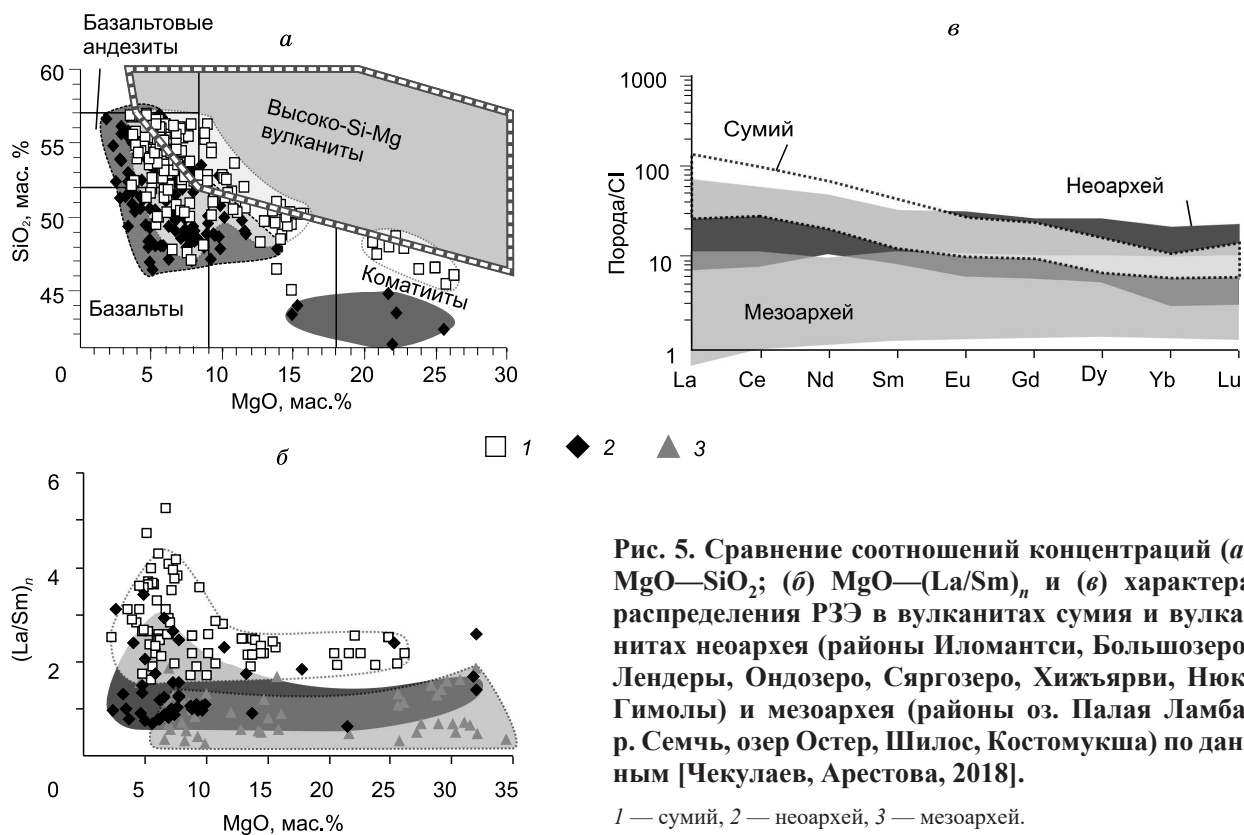 Базальтовые
андезиты
а
60
55
50
45
SiO₂, мас. %
Высоко-Si-Mg
вулканиты
Коматииты
Базальты
0 5 10 15 20 25 30
MgO, мас.%
в
1000
100
10
1
Порода/CI
Сумий
Неоархей
Мезоархей
La Ce Nd Sm Eu Gd Dy Yb Lu
1 2 3
б
6
4
2
0
(La/Sm)ₙ
5 10 15 20 25 30 35
MgO, мас.%
Рис. 5. Сравнение соотношений концентраций (а)
MgO—SiO₂; (б) MgO—(La/Sm)ₙ и (в) характера
распределения РЗЭ в вулканитах сумия и вулка-
нитах неоархея (районы Иломантси, Большозеро,
Лендеры, Ондозеро, Сяргозеро, Хижъярви, Нюк,
Гимолы) и мезоархея (районы оз. Палая Ламба,
р. Семчь, озер Остер, Шилос, Костомукша) по дан-
ным [Чекулаев, Арестова, 2018].
1 — сумий, 2 — неоархей, 3 — мезоархей.